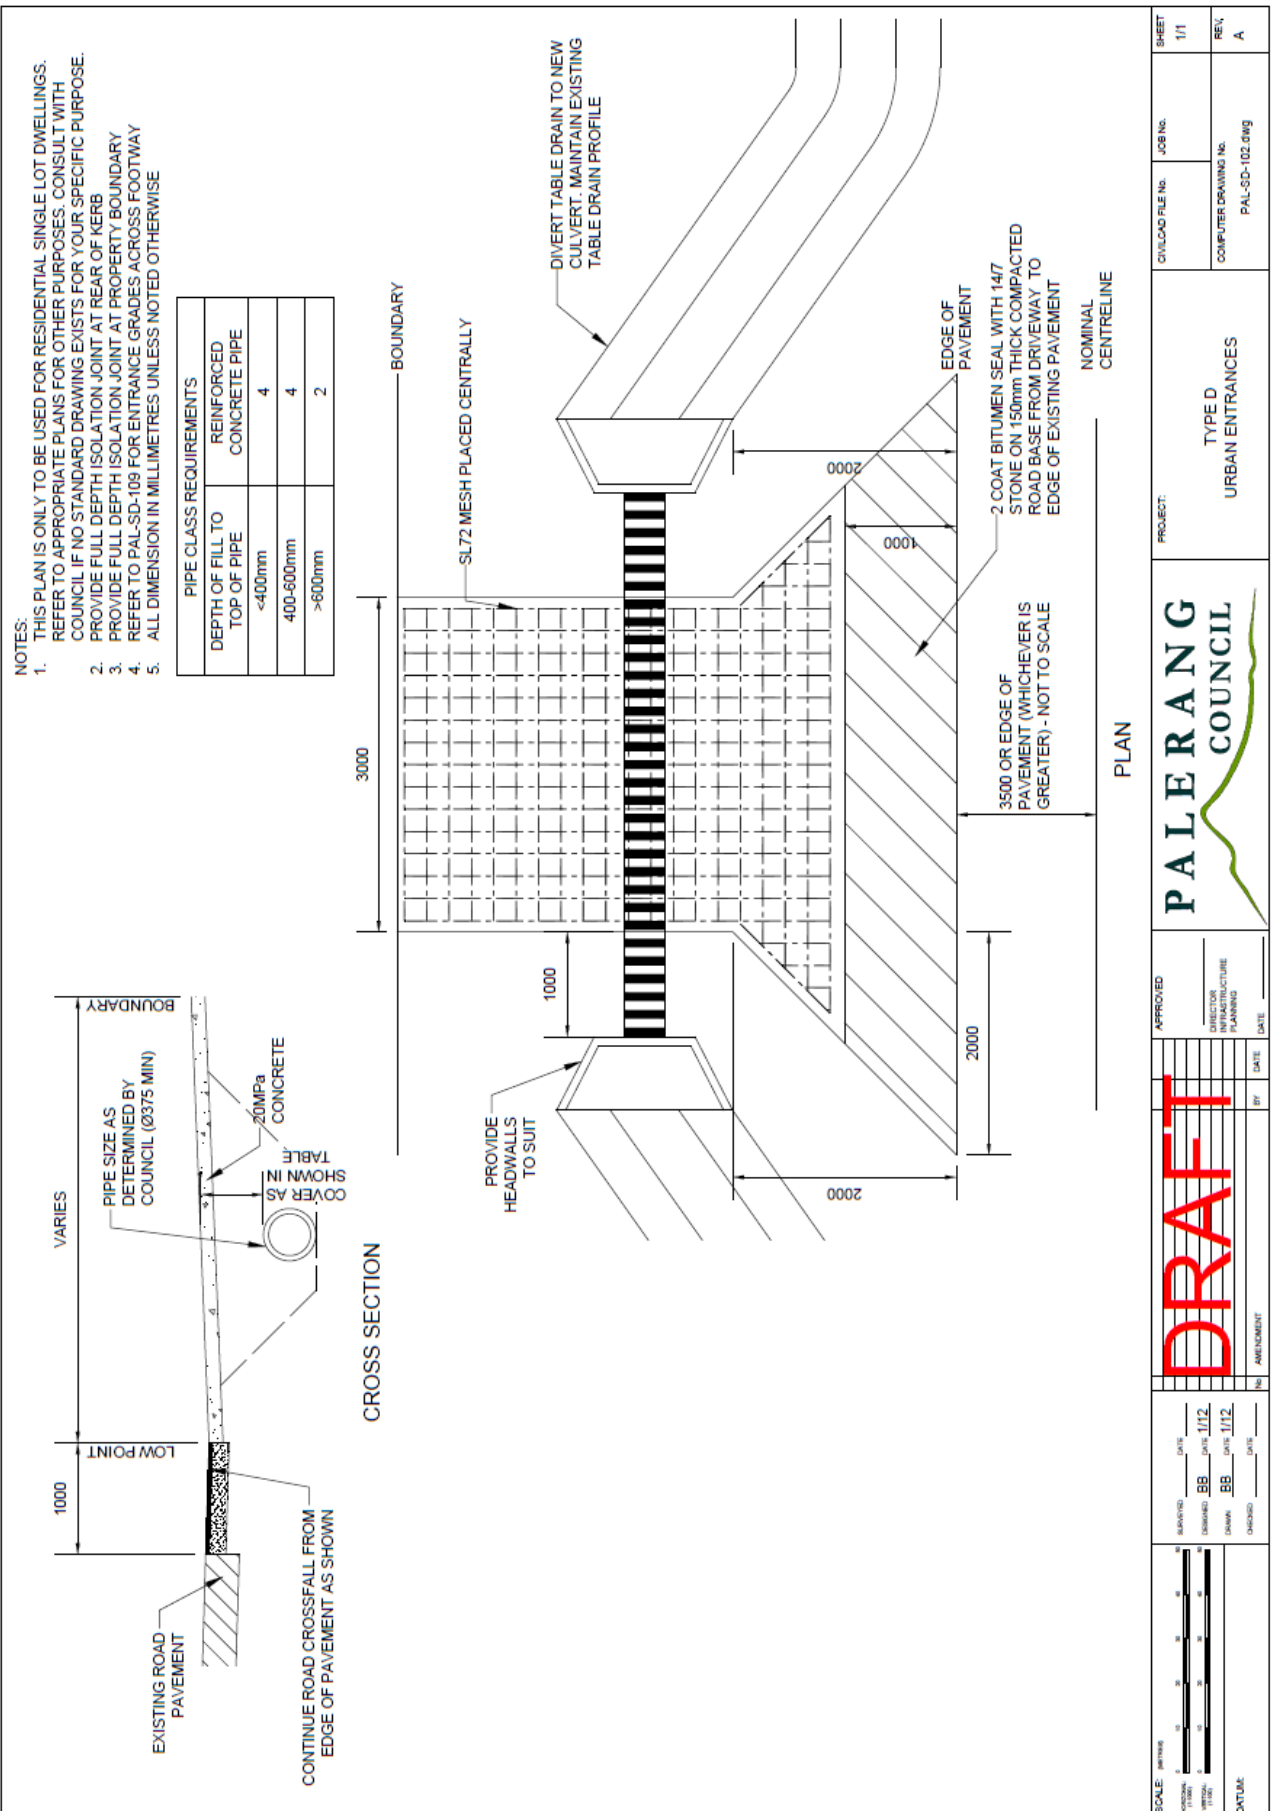 NOTES:
1. THIS PLAN IS ONLY TO BE USED FOR RESIDENTIAL SINGLE LOT DWELLINGS.
REFER TO APPROPRIATE PLANS FOR OTHER PURPOSES. CONSULT WITH
COUNCIL IF NO STANDARD DRAWING EXISTS FOR YOUR SPECIFIC PURPOSE.
2. PROVIDE FULL DEPTH ISOLATION JOINT AT REAR OF KERB
3. PROVIDE FULL DEPTH ISOLATION JOINT AT PROPERTY BOUNDARY
4. REFER TO PAL-SD-109 FOR ENTRANCE GRADES ACROSS FOOTWAY
5. ALL DIMENSION IN MILLIMETRES UNLESS NOTED OTHERWISE
PIPE CLASS REQUIREMENTS
DEPTH OF FILL TO
TOP OF PIPE
REINFORCED
CONCRETE PIPE
<400mm 4
400-600mm 4
>600mm 2
1000
VARIES
LOW POINT
BOUNDARY
EXISTING ROAD
PAVEMENT
PIPE SIZE AS
DETERMINED BY
COUNCIL (Ø375 MIN)
20MPa
CONCRETE
COVER AS
SHOWN IN
TABLE
CONTINUE ROAD CROSSFALL FROM
EDGE OF PAVEMENT AS SHOWN
CROSS SECTION
3000
BOUNDARY
SL72 MESH PLACED CENTRALLY
DIVERT TABLE DRAIN TO NEW
CULVERT. MAINTAIN EXISTING
TABLE DRAIN PROFILE
PROVIDE
HEADWALLS
TO SUIT
1000
2000
2000
2000
1000
EDGE OF
PAVEMENT
2 COAT BITUMEN SEAL WITH 14/7
STONE ON 150mm THICK COMPACTED
ROAD BASE FROM DRIVEWAY TO
EDGE OF EXISTING PAVEMENT
3500 OR EDGE OF
PAVEMENT (WHICHEVER IS
GREATER) - NOT TO SCALE
NOMINAL
CENTRELINE
PLAN
SCALE: (METRES)
HORIZONTAL
VERTICAL
DATUM:
SURVEYED DATE
DESIGNED BB DATE 1/12
DRAWN BB DATE 1/12
CHECKED DATE
DRAFT
No AMENDMENT BY DATE
APPROVED
DIRECTOR
INFRASTRUCTURE
PLANNING
DATE
PALERANG
COUNCIL
PROJECT:
TYPE D
URBAN ENTRANCES
CIVILCAD FILE No.
JOB No.
SHEET
1/1
COMPUTER DRAWING No.
PAL-SD-102.dwg
REV.
A